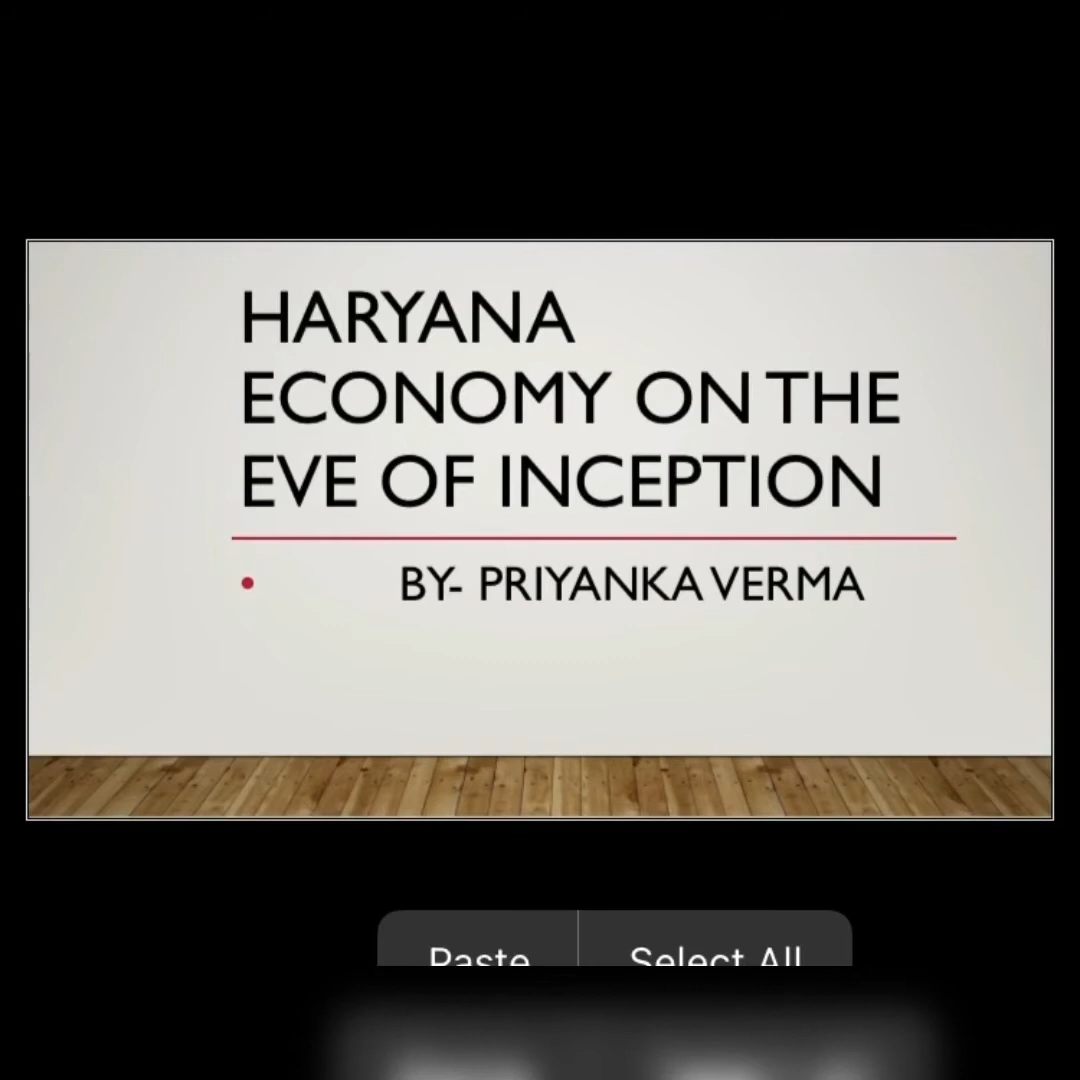 HARYANA
ECONOMY ON THE
EVE OF INCEPTION
• BY- PRIYANKA VERMA
Paste Select All